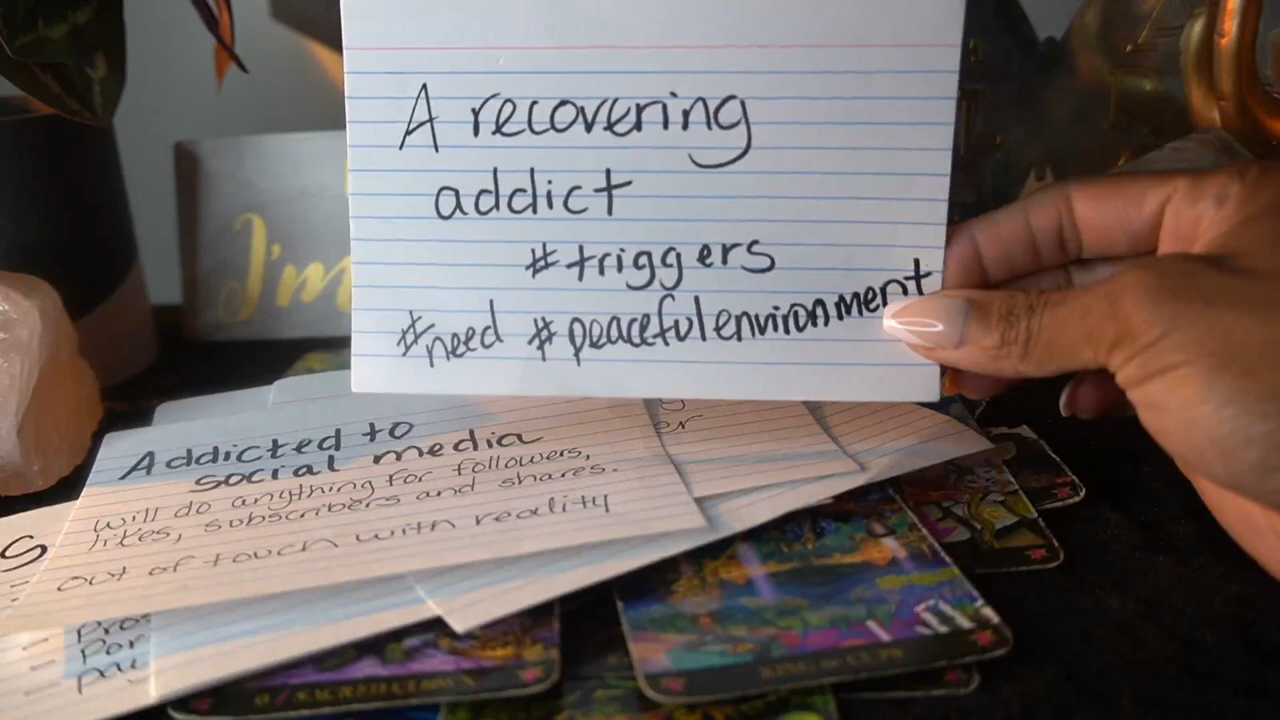 A recovering
addict
#triggers
#need #peacefulenvironment
I'm
er
Addicted to
social media
will do anything for followers,
likes, subscribers and shares.
out of touch with reality
S
KING of CUPS